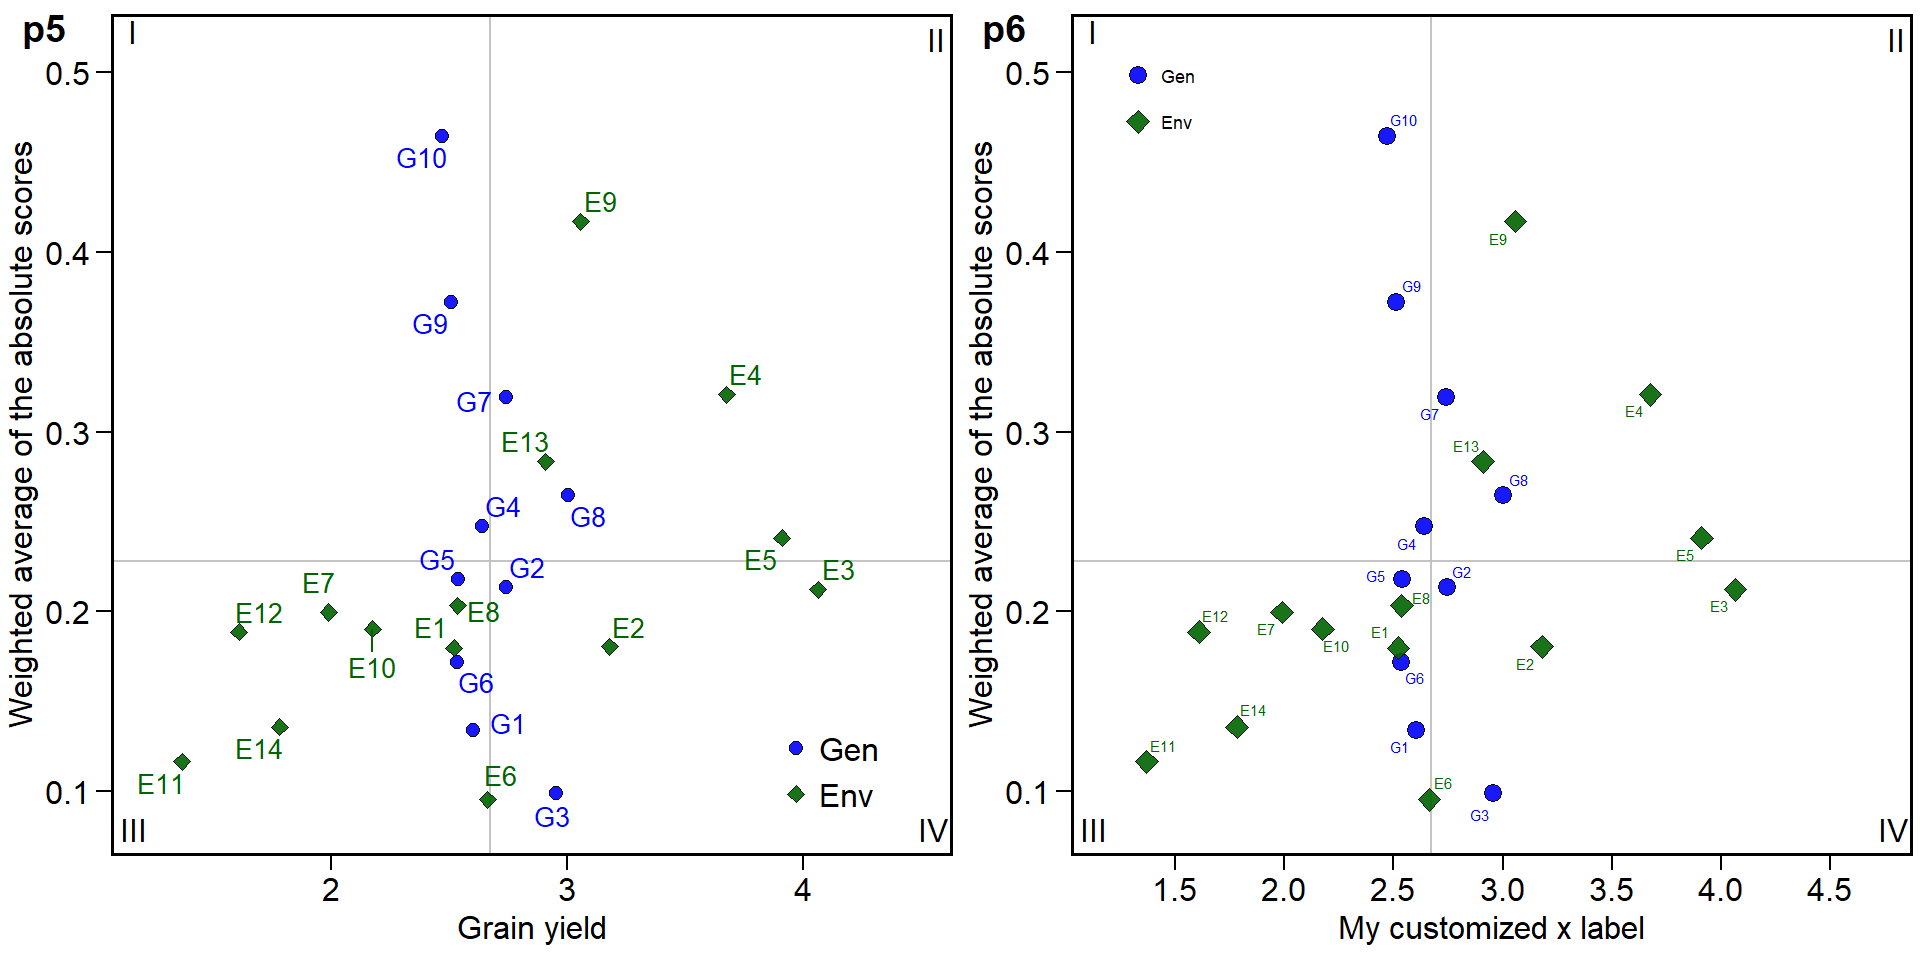 p5
I
II
0.5
0.4
0.3
0.2
0.1
Weighted average of the absolute scores
G10
E9
G9
E4
G7
E13
G4
G8
G5
G2
E5
E3
E7
E12
E8
E1
E2
E10
G6
G1
E14
E11
E6
G3
Gen
Env
III
IV
2
3
4
Grain yield
p6
I
II
Gen
Env
0.5
0.4
0.3
0.2
0.1
Weighted average of the absolute scores
G10
E9
G9
E4
G7
E13
G8
G4
E5
G5
G2
E8
E3
E12
E7
E1
E10
E2
G6
E14
G1
E11
E6
G3
III
IV
1.5
2.0
2.5
3.0
3.5
4.0
4.5
My customized x label